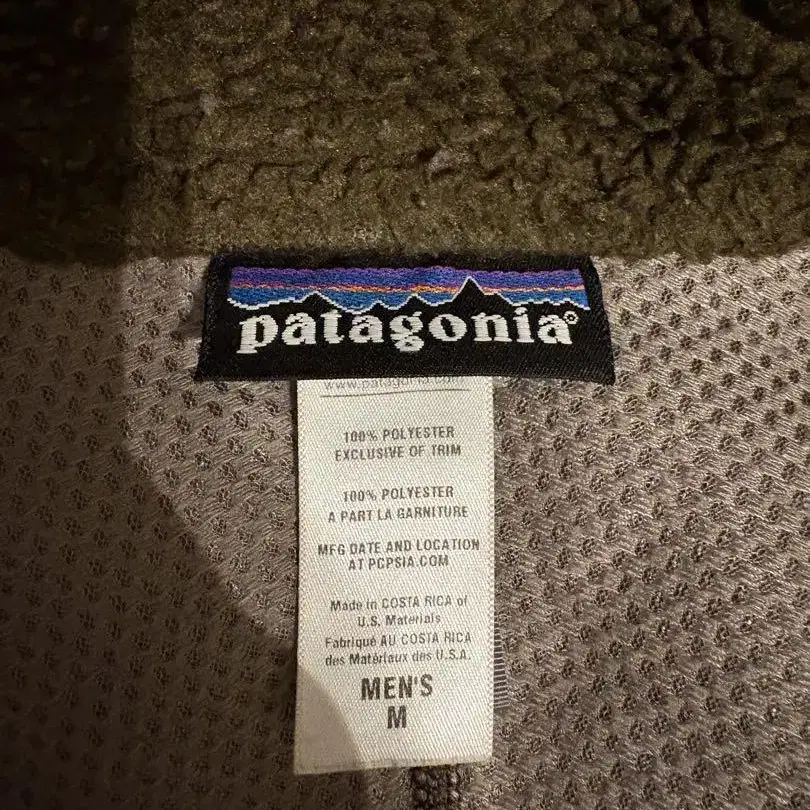 patagonia®
www.patagonia.com
100% POLYESTER
EXCLUSIVE OF TRIM
100% POLYESTER
A PART LA GARNITURE
MFG DATE AND LOCATION
AT PCPSIA.COM
Made in COSTA RICA of
U.S. Materials
Fabriqué AU COSTA RICA
des Matériaux des U.S.A.
MEN'S
M